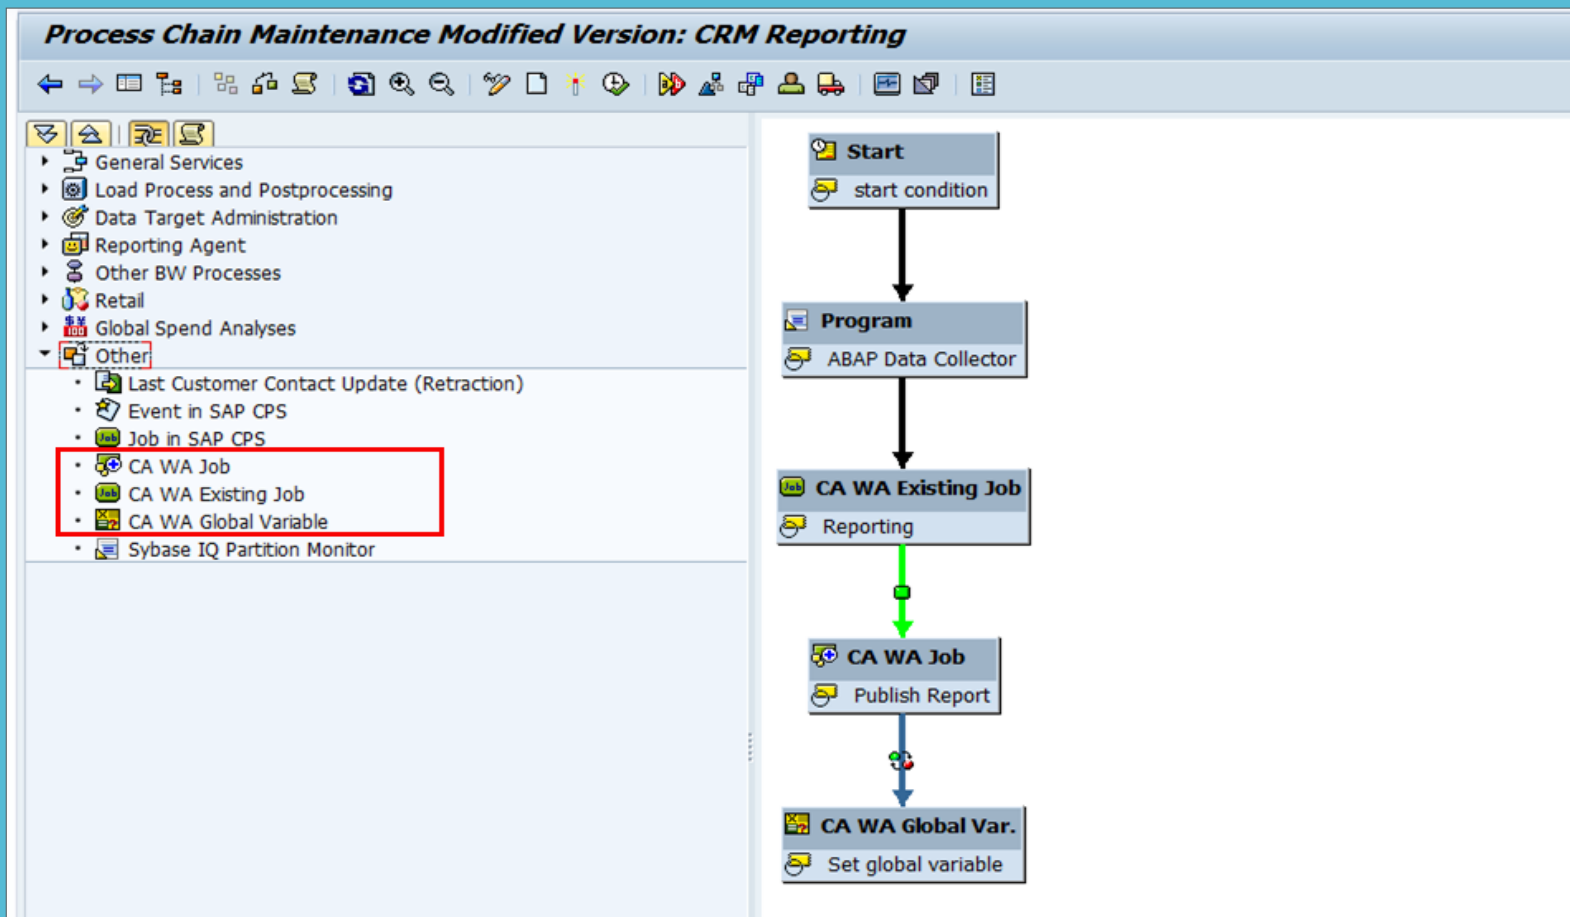 Process Chain Maintenance Modified Version: CRM Reporting
General Services
Load Process and Postprocessing
Data Target Administration
Reporting Agent
Other BW Processes
Retail
Global Spend Analyses
Other
Last Customer Contact Update (Retraction)
Event in SAP CPS
Job in SAP CPS
CA WA Job
CA WA Existing Job
CA WA Global Variable
Sybase IQ Partition Monitor
Start
start condition
Program
ABAP Data Collector
CA WA Existing Job
Reporting
CA WA Job
Publish Report
CA WA Global Var.
Set global variable